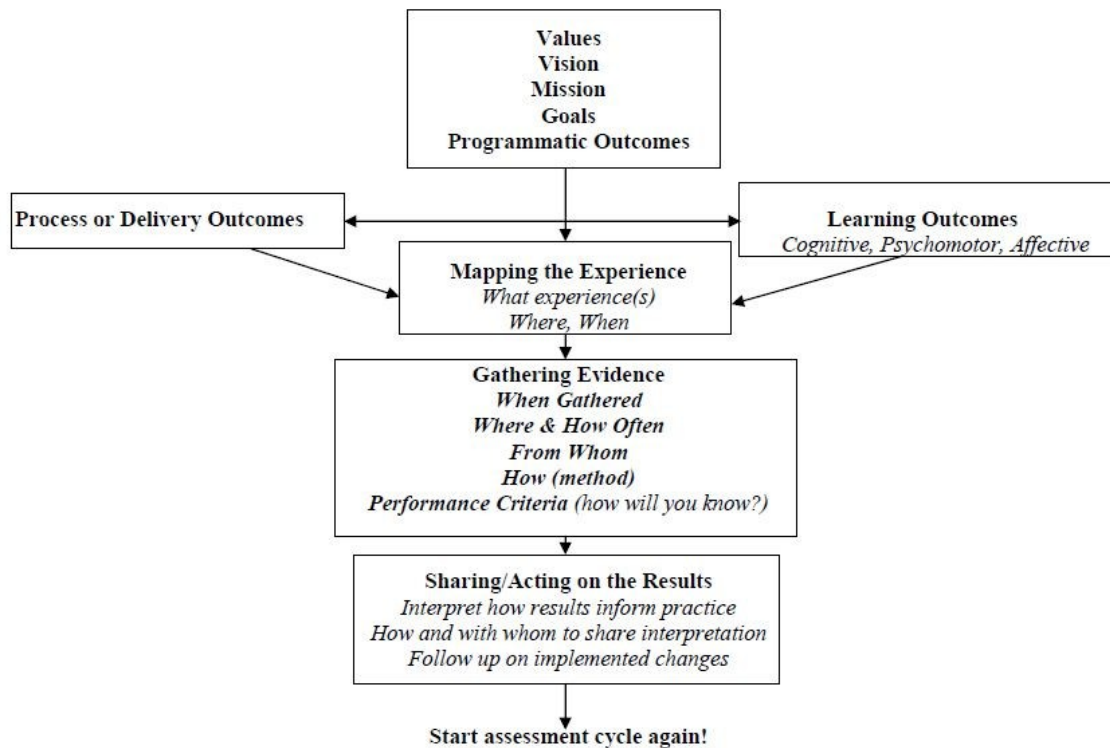 Values
Vision
Mission
Goals
Programmatic Outcomes
Process or Delivery Outcomes
Learning Outcomes
Cognitive, Psychomotor, Affective
Mapping the Experience
What experience(s)
Where, When
Gathering Evidence
When Gathered
Where & How Often
From Whom
How (method)
Performance Criteria (how will you know?)
Sharing/Acting on the Results
Interpret how results inform practice
How and with whom to share interpretation
Follow up on implemented changes
Start assessment cycle again!